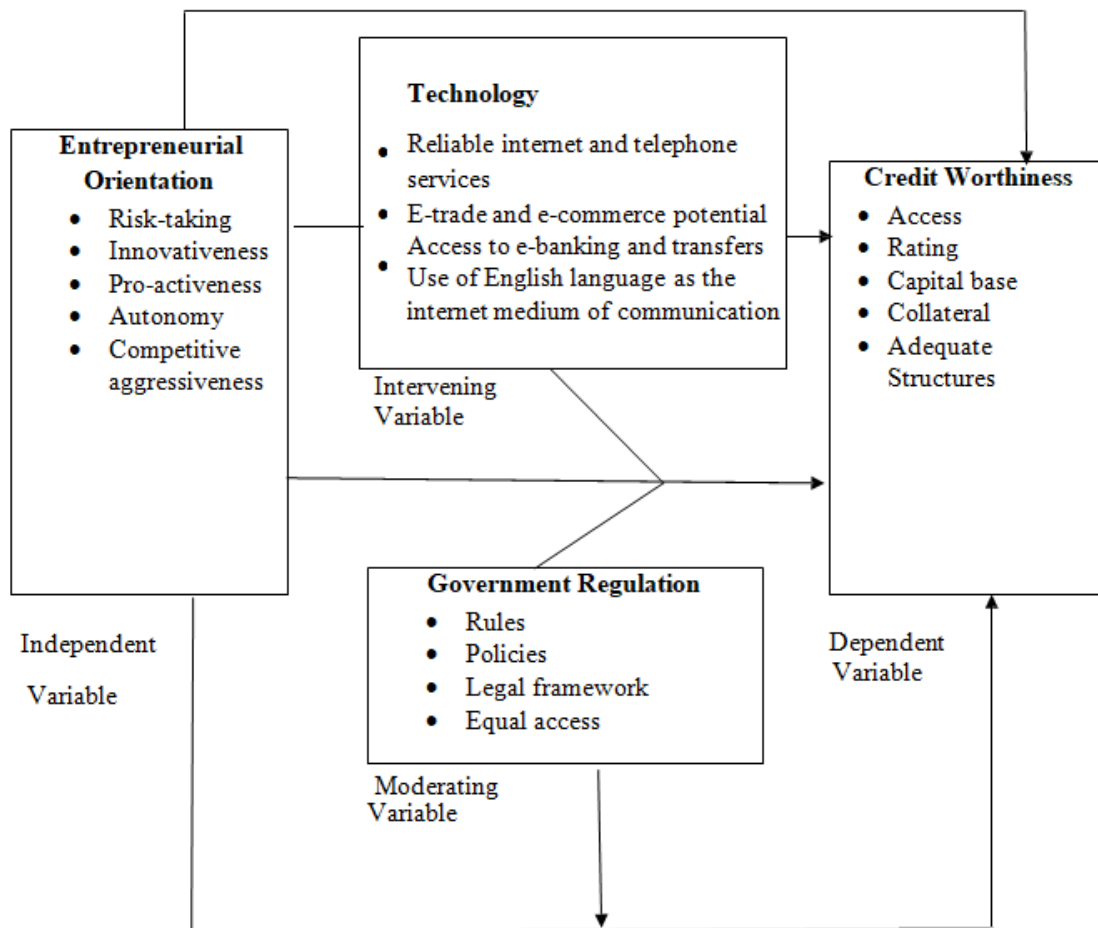 Entrepreneurial
Orientation
• Risk-taking
• Innovativeness
• Pro-activeness
• Autonomy
• Competitive
aggressiveness
Independent
Variable
Technology
• Reliable internet and telephone
services
• E-trade and e-commerce potential
Access to e-banking and transfers
• Use of English language as the
internet medium of communication
Intervening
Variable
Government Regulation
• Rules
• Policies
• Legal framework
• Equal access
Moderating
Variable
Credit Worthiness
• Access
• Rating
• Capital base
• Collateral
• Adequate
Structures
Dependent
Variable